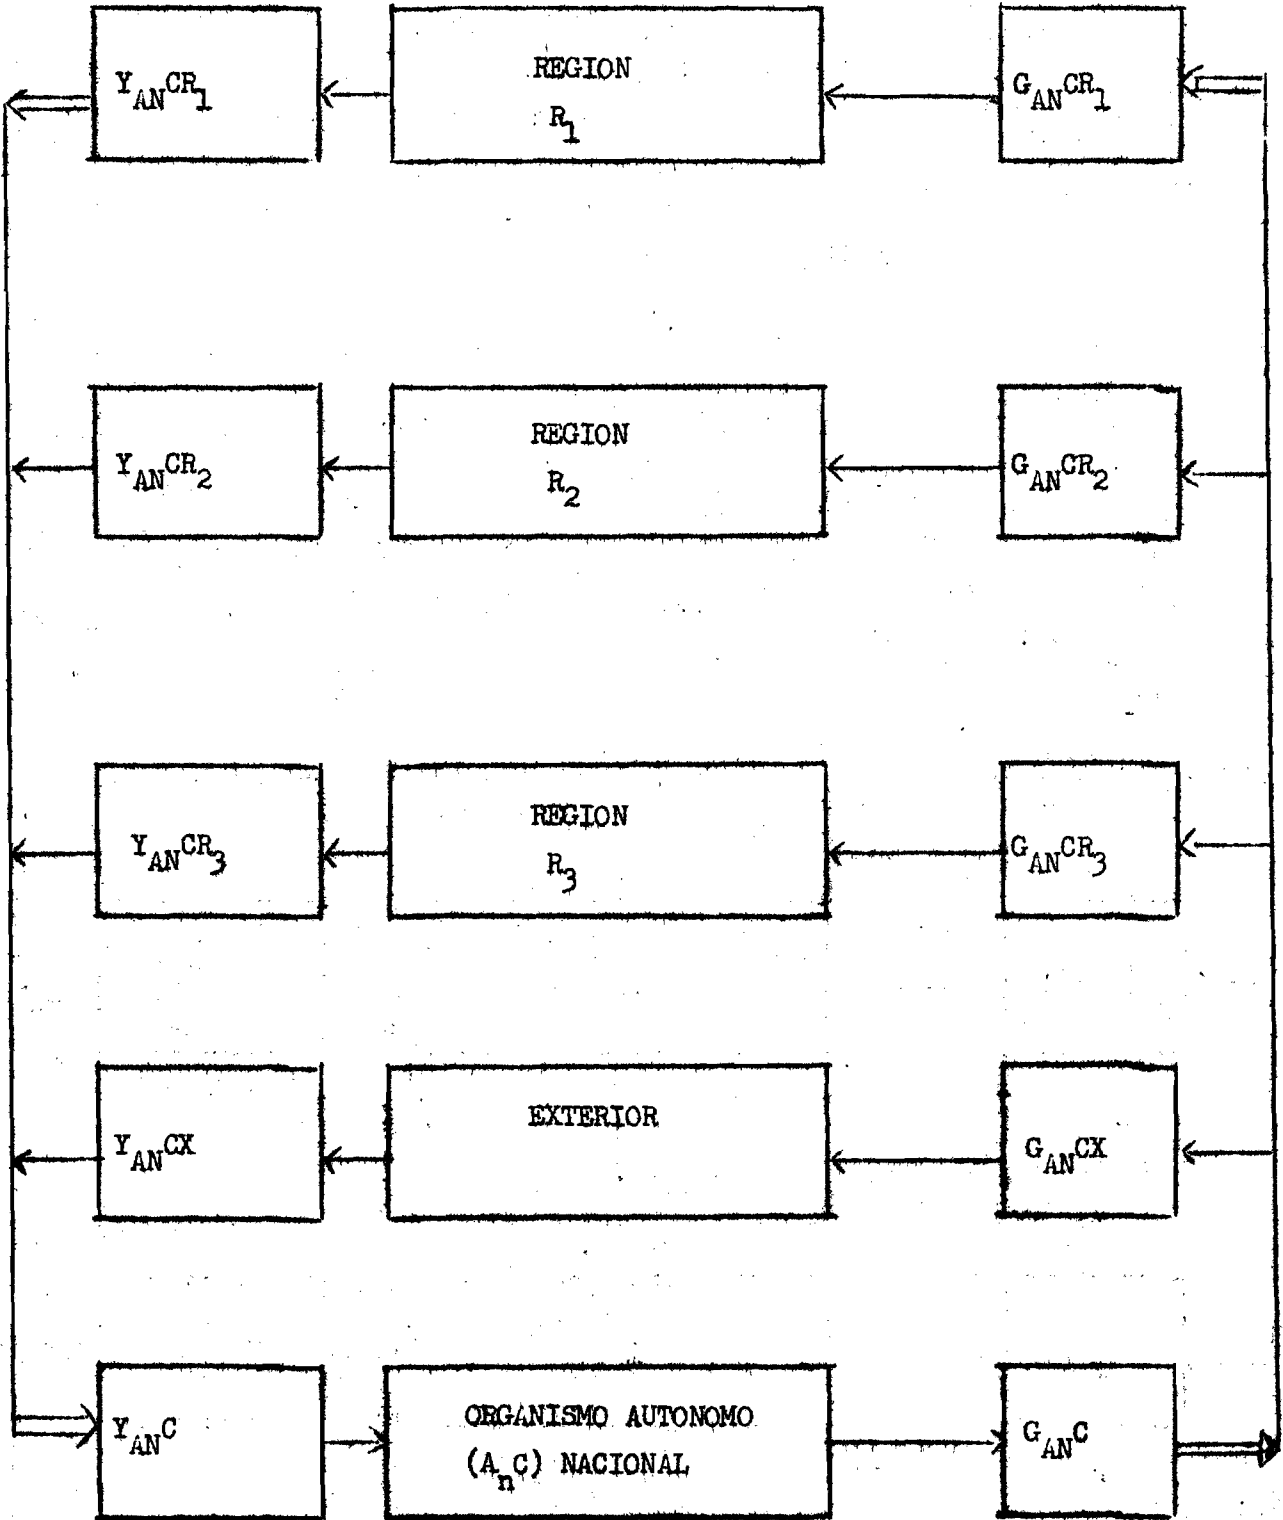 Y_AN CR_1
REGION
R_1
G_AN CR_1
Y_AN CR_2
REGION
R_2
G_AN CR_2
Y_AN CR_3
REGION
R_3
G_AN CR_3
Y_AN CX
EXTERIOR
G_AN CX
Y_AN C
ORGANISMO AUTONOMO
(A_n C) NACIONAL
G_AN C